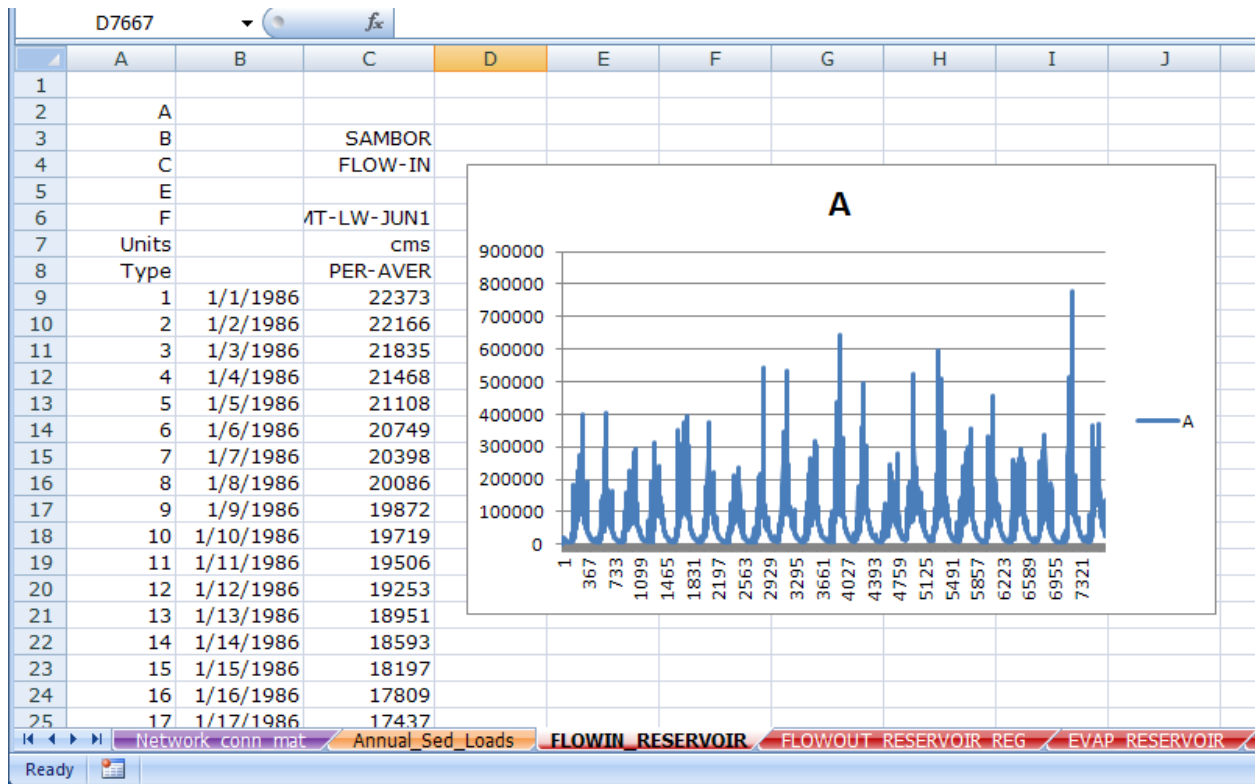 D7667 fx
A B C D E F G H I J
1
2 A
3 B SAMBOR
4 C FLOW-IN
5 E
6 F MT-LW-JUN1
7 Units cms
8 Type PER-AVER
9 1 1/1/1986 22373
10 2 1/2/1986 22166
11 3 1/3/1986 21835
12 4 1/4/1986 21468
13 5 1/5/1986 21108
14 6 1/6/1986 20749
15 7 1/7/1986 20398
16 8 1/8/1986 20086
17 9 1/9/1986 19872
18 10 1/10/1986 19719
19 11 1/11/1986 19506
20 12 1/12/1986 19253
21 13 1/13/1986 18951
22 14 1/14/1986 18593
23 15 1/15/1986 18197
24 16 1/16/1986 17809
25 17 1/17/1986 17437
A
900000
800000
700000
600000
500000
400000
300000
200000
100000
0
1 367 733 1099 1465 1831 2197 2563 2929 3295 3661 4027 4393 4759 5125 5491 5857 6223 6589 6955 7321
A
Network_conn_mat Annual_Sed_Loads FLOWIN_RESERVOIR FLOWOUT_RESERVOIR_REG EVAP_RESERVOIR
Ready